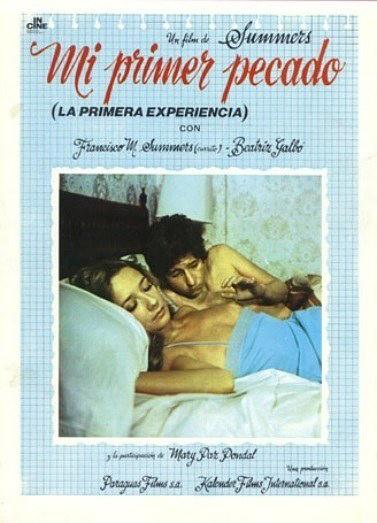 IN
CINE
Un film de Summers
Mi primer pecado
(LA PRIMERA EXPERIENCIA)
CON
Francisco M. Summers (currito) - Beatriz Galbó
y la participación de Mary Paz Pondal
Una producción
Paraguas Films s.a. Kalender Films International s.a.